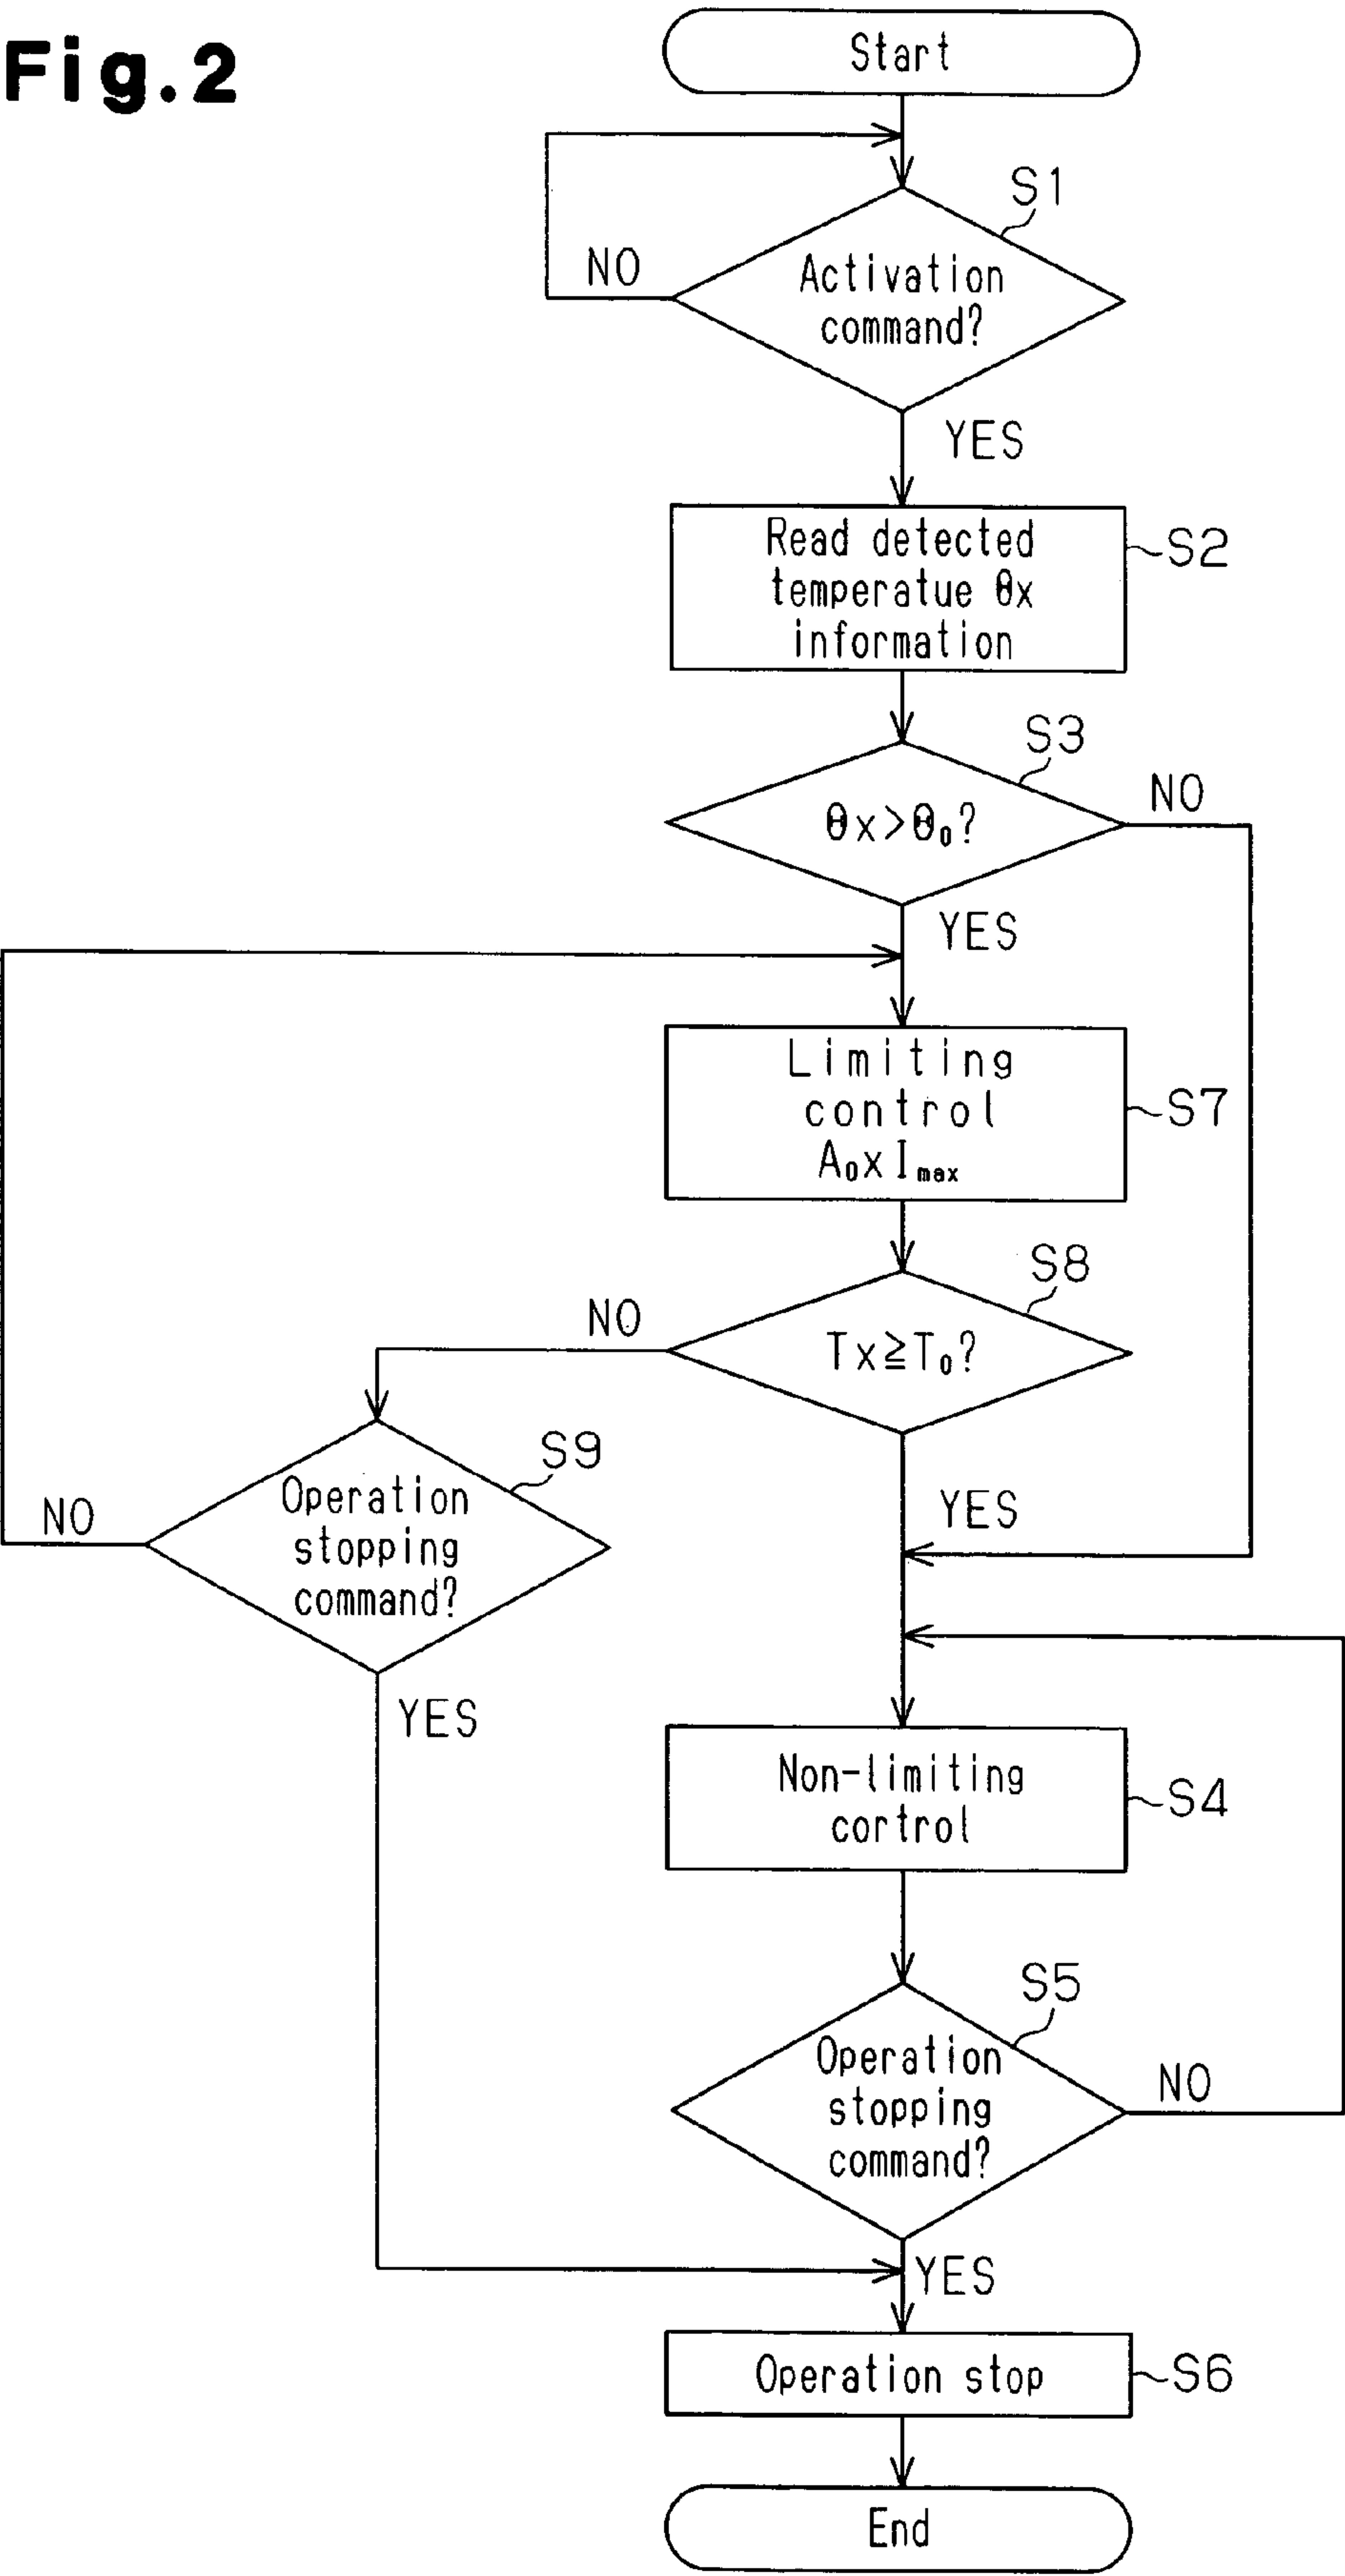 Fig.2
Start
S1
NO
Activation
command?
YES
Read detected
temperatue θx
information
S2
S3
θx>θ₀?
NO
YES
Limiting
control
A₀xImax
S7
S8
NO
Tx≧T₀?
S9
Operation
stopping
command?
NO
YES
YES
Non-limiting
cortrol
S4
S5
Operation
stopping
command?
NO
YES
Operation stop
S6
End